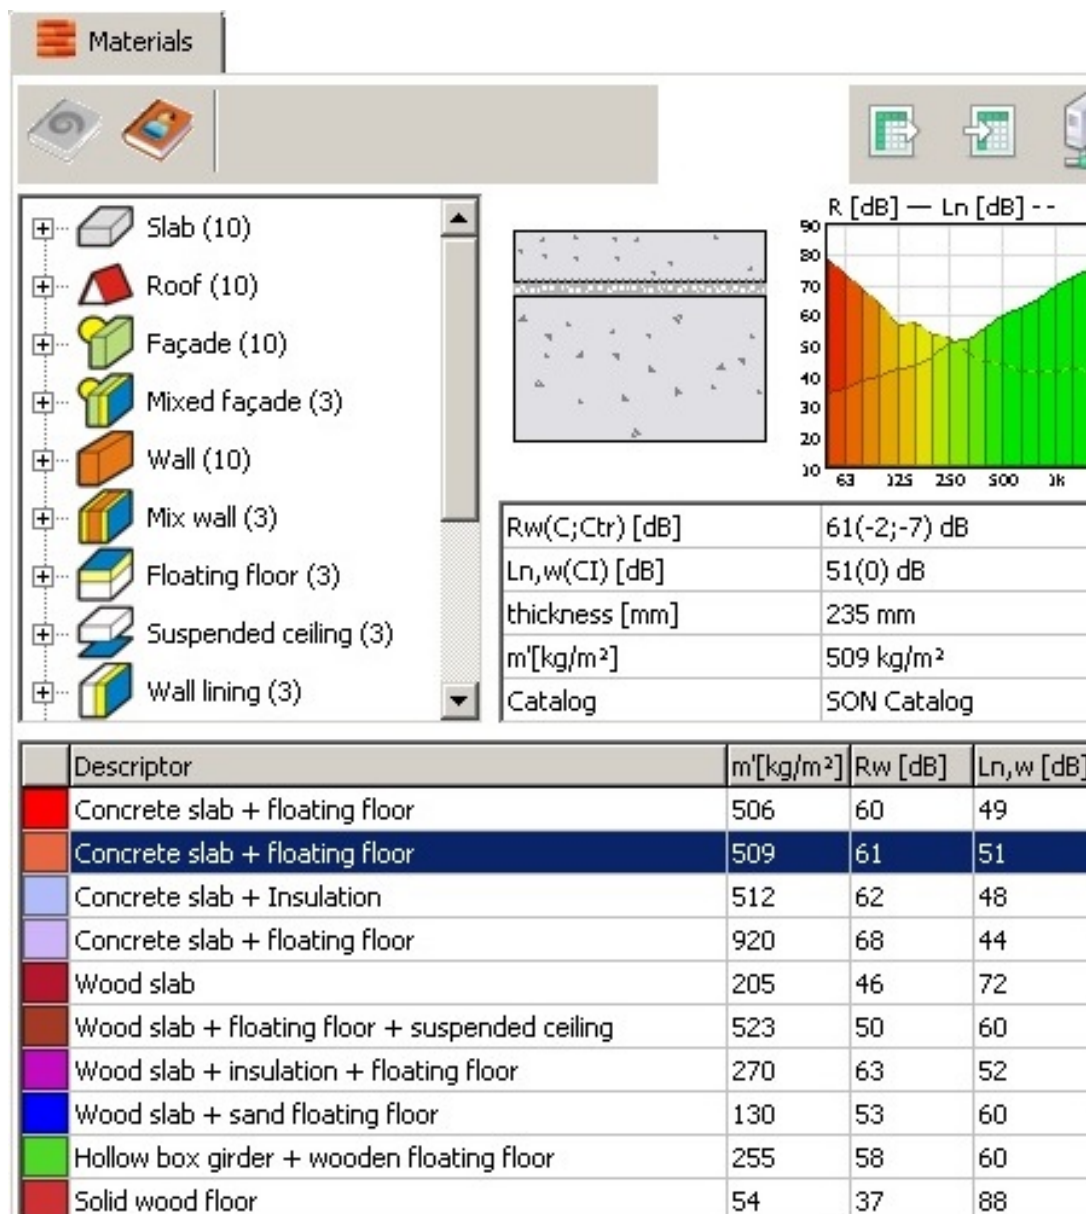 Materials
Slab (10)
Roof (10)
Façade (10)
Mixed façade (3)
Wall (10)
Mix wall (3)
Floating floor (3)
Suspended ceiling (3)
Wall lining (3)
R [dB] — Ln [dB] --
90
80
70
60
50
40
30
20
10
63 125 250 500 1k
Rw(C;Ctr) [dB] 61(-2;-7) dB
Ln,w(CI) [dB] 51(0) dB
thickness [mm] 235 mm
m'[kg/m²] 509 kg/m²
Catalog SON Catalog
Descriptor m'[kg/m²] Rw [dB] Ln,w [dB]
Concrete slab + floating floor 506 60 49
Concrete slab + floating floor 509 61 51
Concrete slab + Insulation 512 62 48
Concrete slab + floating floor 920 68 44
Wood slab 205 46 72
Wood slab + floating floor + suspended ceiling 523 50 60
Wood slab + insulation + floating floor 270 63 52
Wood slab + sand floating floor 130 53 60
Hollow box girder + wooden floating floor 255 58 60
Solid wood floor 54 37 88